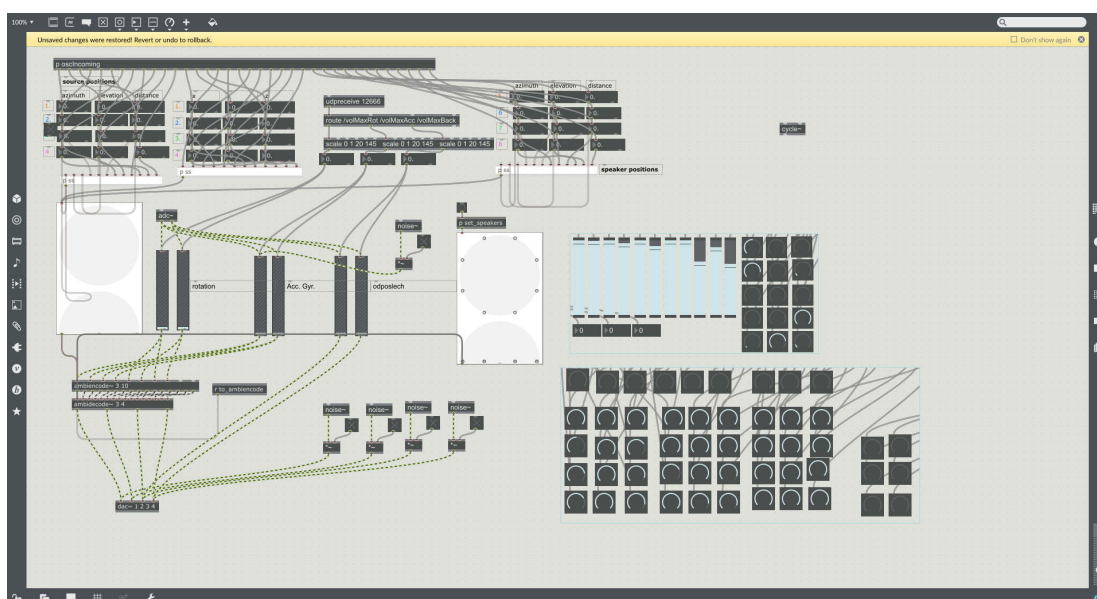 100%
Unsaved changes were restored! Revert or undo to rollback.
Don't show again
p oscIncoming
source positions
azimuth elevation distance
x
z
azimuth elevation distance
udpreceive 12666
route /volMaxRot /volMaxAcc /volMaxBack
scale 0 1 20 145 scale 0 1 20 145 scale 0 1 20 145
cycle~
p ss
p ss
p ss
speaker positions
adc~
noise~
p set_speakers
*~
rotation
Acc. Gyr.
odposlech
0
0
0
ambiencode~ 3 10
r to_ambiencode
ambidecode~ 3 4
noise~
noise~
noise~
noise~
*~
*~
*~
*~
dac~ 1 2 3 4